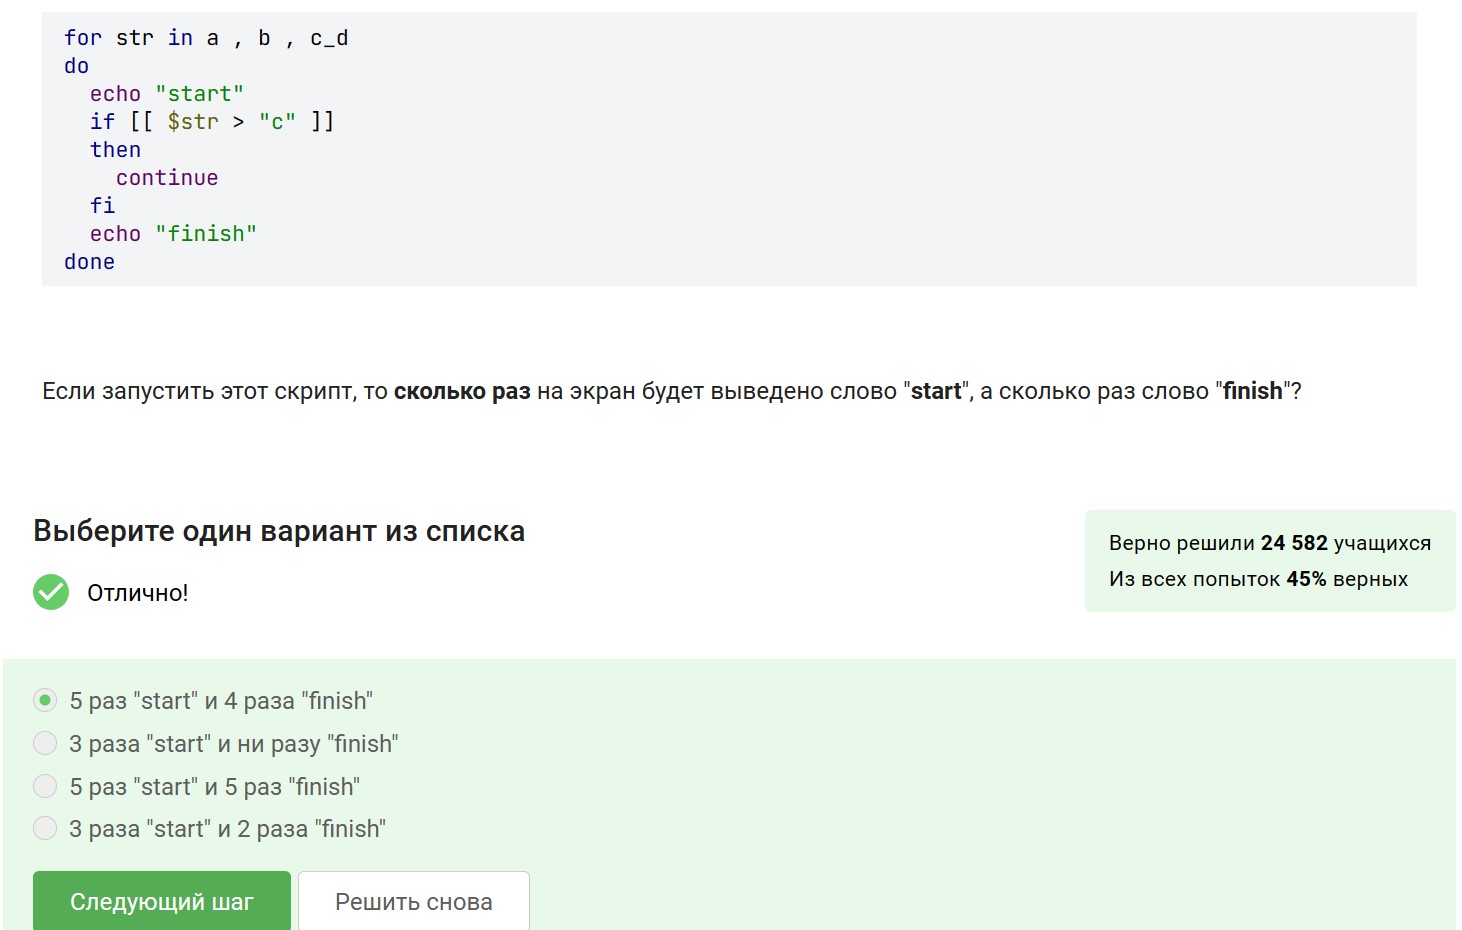 for str in a , b , c_d
do
  echo "start"
  if [[ $str > "c" ]]
  then
    continue
  fi
  echo "finish"
done
Если запустить этот скрипт, то сколько раз на экран будет выведено слово "start", а сколько раз слово "finish"?
Выберите один вариант из списка
Верно решили 24 582 учащихся
Из всех попыток 45% верных
Отлично!
5 раз "start" и 4 раза "finish"
3 раза "start" и ни разу "finish"
5 раз "start" и 5 раз "finish"
3 раза "start" и 2 раза "finish"
Следующий шаг
Решить снова